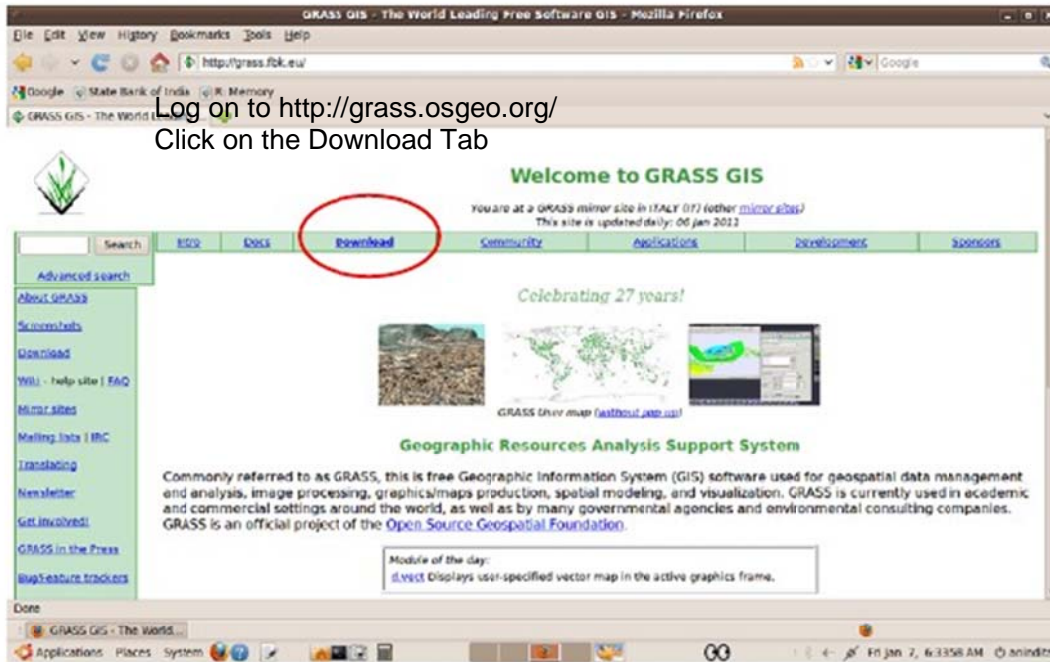 GRASS GIS - The World Leading Free Software GIS - Mozilla Firefox
File Edit View History Bookmarks Tools Help
http://grass.fbk.eu/
Google
Google State Bank of India R: Memory
GRASS GIS - The World
Log on to http://grass.osgeo.org/
Click on the Download Tab
Welcome to GRASS GIS
You are at a GRASS mirror site in ITALY (IT) (other mirror sites)
This site is updated daily: 06 Jan 2011
Search
Intro Docs Download Community Applications Development Sponsors
Advanced search
About GRASS
Screenshots
Download
Wiki - help site | FAQ
Mirror sites
Mailing lists | IRC
Translating
Newsletter
Get involved!
GRASS in the Press
Bug/Feature trackers
Celebrating 27 years!
GRASS User map (without pop up)
Geographic Resources Analysis Support System
Commonly referred to as GRASS, this is free Geographic Information System (GIS) software used for geospatial data management
and analysis, image processing, graphics/maps production, spatial modeling, and visualization. GRASS is currently used in academic
and commercial settings around the world, as well as by many governmental agencies and environmental consulting companies.
GRASS is an official project of the Open Source Geospatial Foundation.
Module of the day:
d.vect Displays user-specified vector map in the active graphics frame.
Done
GRASS GIS - The World...
Applications Places System
Fri Jan 7, 6:33:58 AM anindita